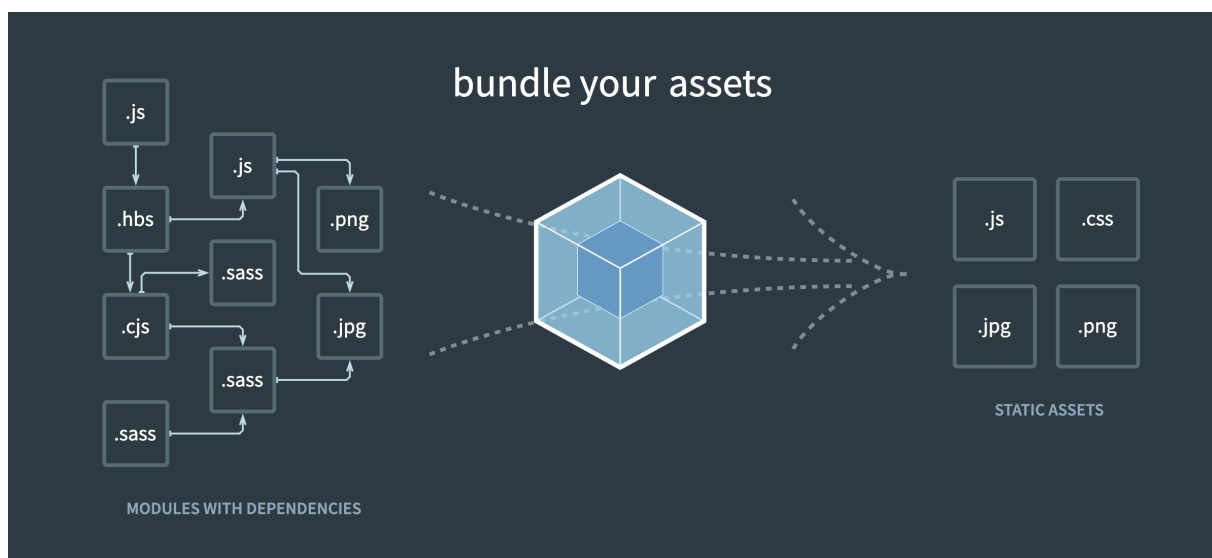 bundle your assets
.js
.js
.hbs
.png
.sass
.cjs
.jpg
.sass
.sass
MODULES WITH DEPENDENCIES
.js
.css
.jpg
.png
STATIC ASSETS